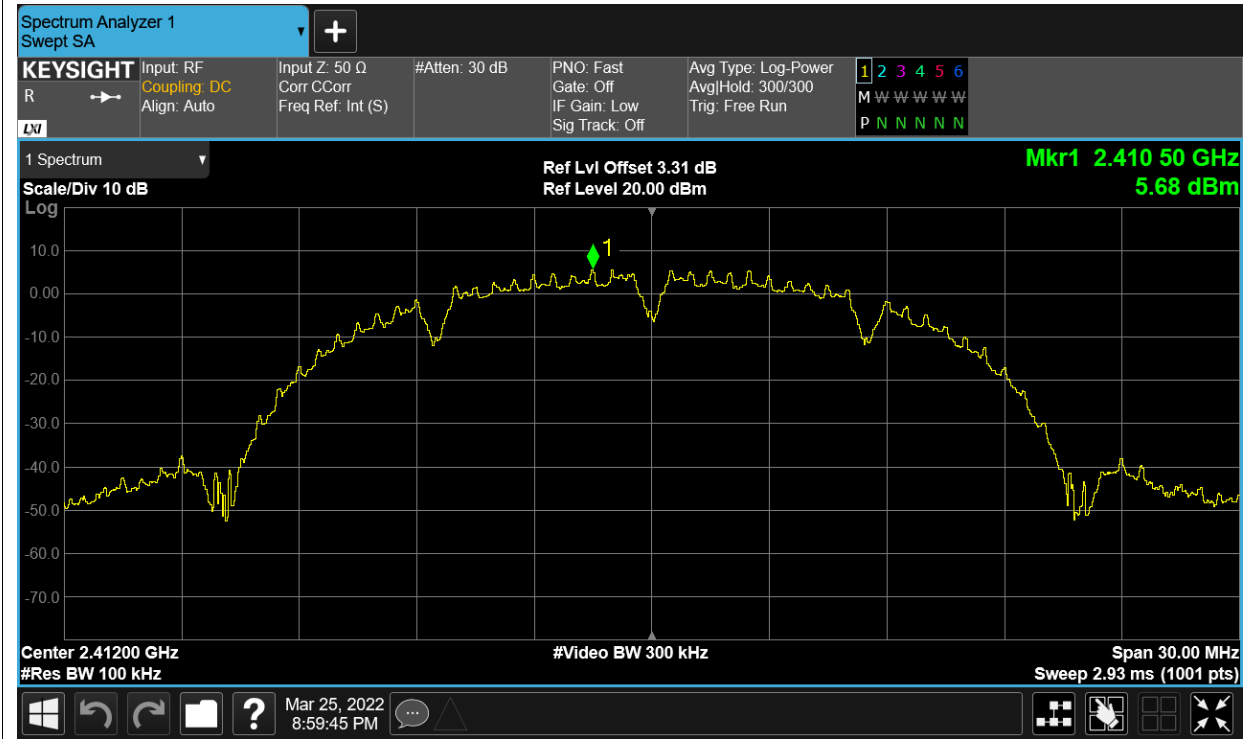 Spectrum Analyzer 1
Swept SA
KEYSIGHT
R
LXI
Input: RF
Coupling: DC
Align: Auto
Input Z: 50 Ω
Corr CCorr
Freq Ref: Int (S)
#Atten: 30 dB
PNO: Fast
Gate: Off
IF Gain: Low
Sig Track: Off
Avg Type: Log-Power
Avg|Hold: 300/300
Trig: Free Run
1 2 3 4 5 6
M W W W W W
P N N N N N
1 Spectrum
Scale/Div 10 dB
Log
Ref Lvl Offset 3.31 dB
Ref Level 20.00 dBm
Mkr1 2.410 50 GHz
5.68 dBm
1
10.0
0.00
-10.0
-20.0
-30.0
-40.0
-50.0
-60.0
-70.0
Center 2.41200 GHz
#Video BW 300 kHz
Span 30.00 MHz
#Res BW 100 kHz
Sweep 2.93 ms (1001 pts)
?
Mar 25, 2022
8:59:45 PM